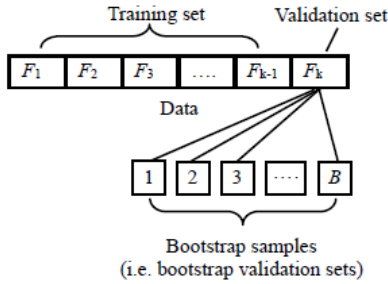 Training set
Validation set
F1 F2 F3 .... Fk-1 Fk
Data
1 2 3 .... B
Bootstrap samples
(i.e. bootstrap validation sets)